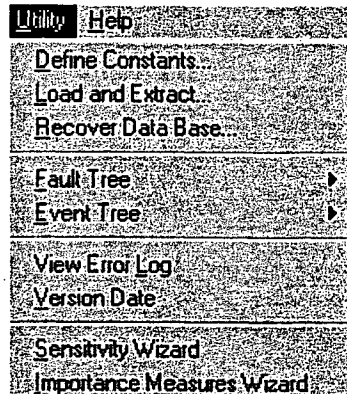 Utility Help
Define Constants...
Load and Extract...
Recover Data Base...
Fault Tree
Event Tree
View Error Log
Version Date
Sensitivity Wizard
Importance Measures Wizard